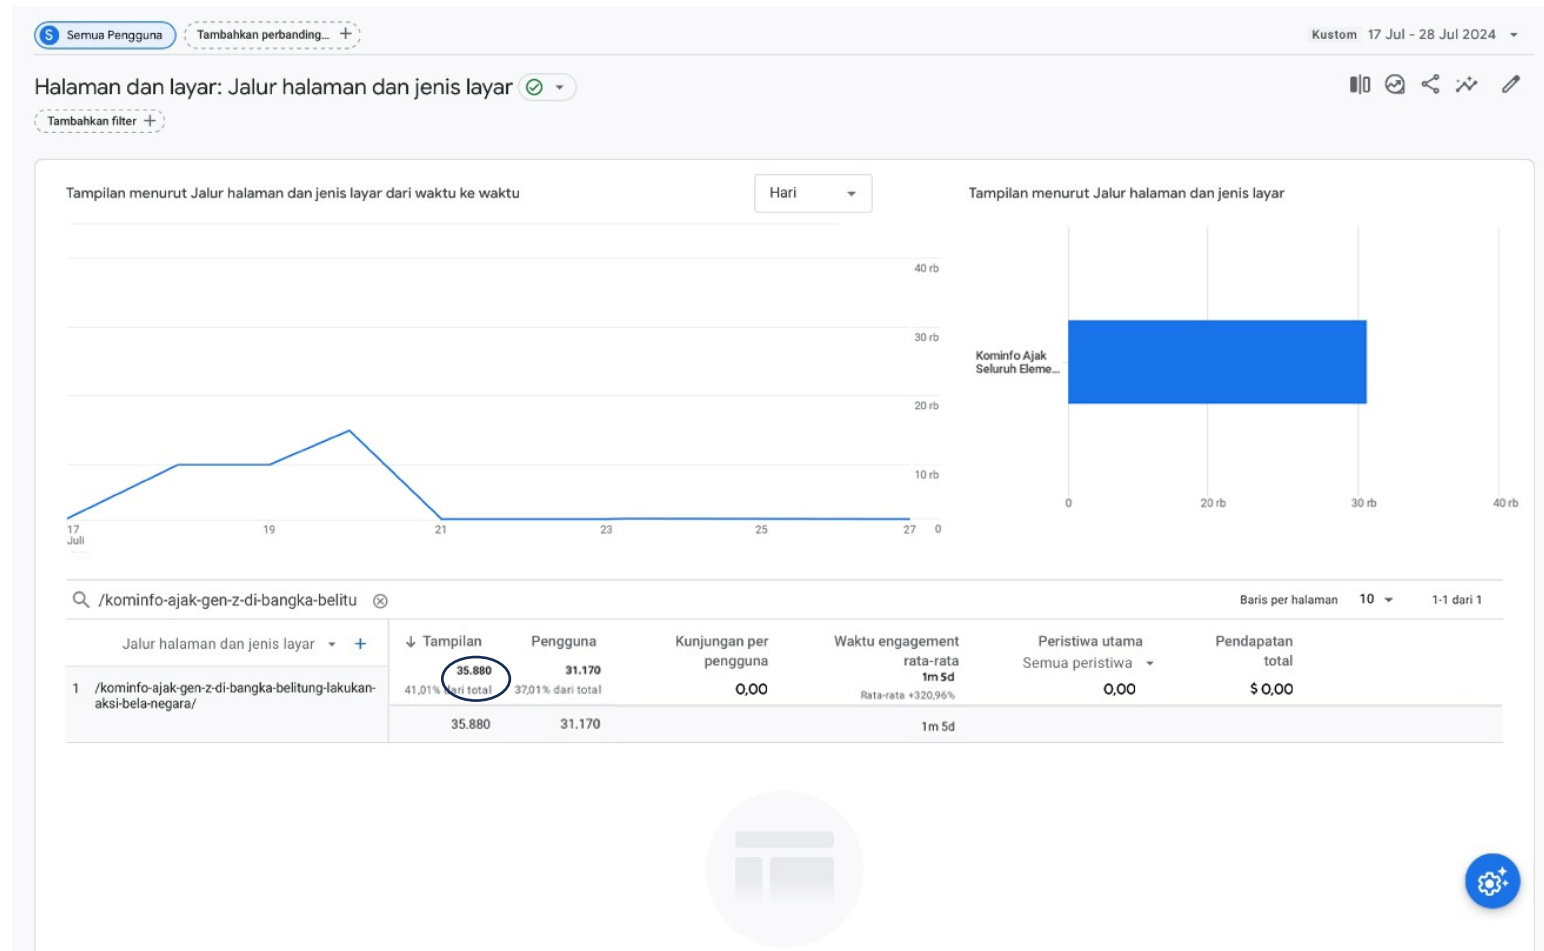 S Semua Pengguna Tambahkan perbanding... + Kustom 17 Jul - 28 Jul 2024
Halaman dan layar: Jalur halaman dan jenis layar
Tambahkan filter +
Tampilan menurut Jalur halaman dan jenis layar dari waktu ke waktu
Hari
Tampilan menurut Jalur halaman dan jenis layar
40 rb
30 rb
20 rb
10 rb
0
17
Juli
19
21
23
25
27
Kominfo Ajak
Seluruh Eleme...
0
20 rb
30 rb
40 rb
/kominfo-ajak-gen-z-di-bangka-belitu
Baris per halaman 10 1-1 dari 1
Jalur halaman dan jenis layar +
↓ Tampilan
35.880
41,01% dari total
Pengguna
31.170
37,01% dari total
Kunjungan per
pengguna
0,00
Waktu engagement
rata-rata
1m 5d
Rata-rata +320,96%
Peristiwa utama
Semua peristiwa
0,00
Pendapatan
total
$ 0,00
1 /kominfo-ajak-gen-z-di-bangka-belitung-lakukan-
aksi-bela-negara/
35.880 31.170 1m 5d